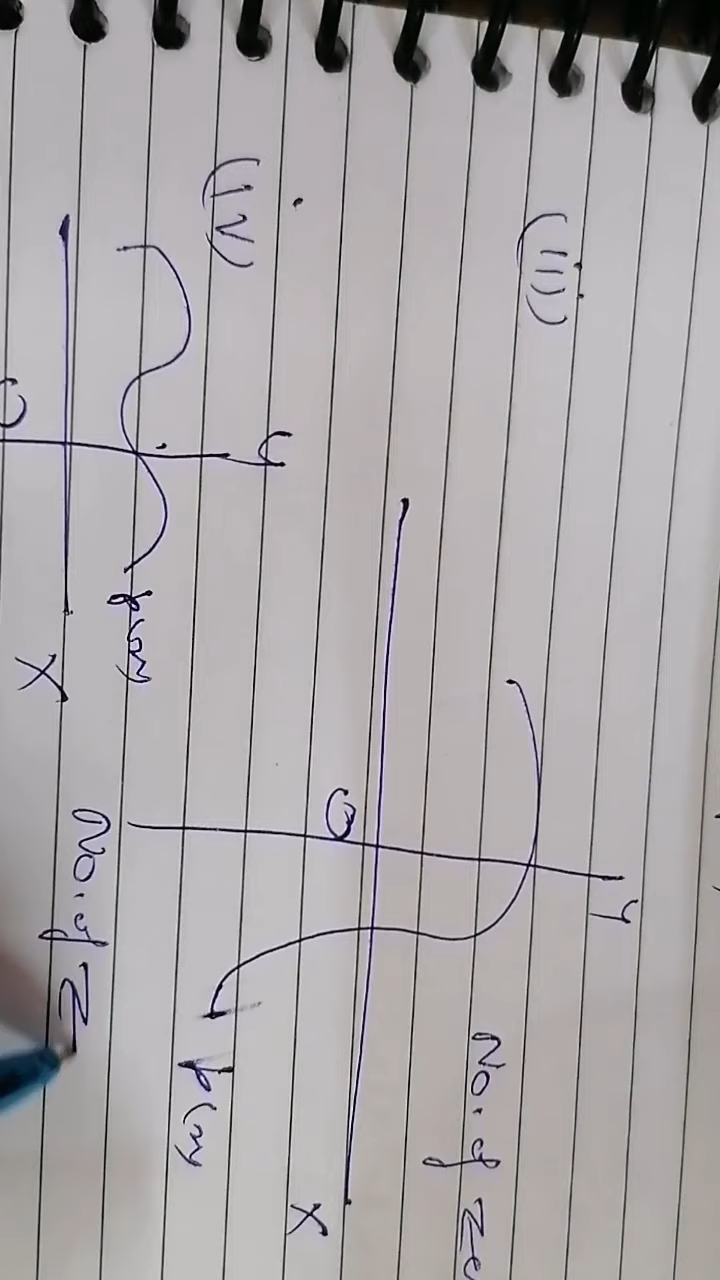 Y
(iii)
No. of Ze
O
X
p(x)
Y
(iv)
p(x)
No. of Z
X
O